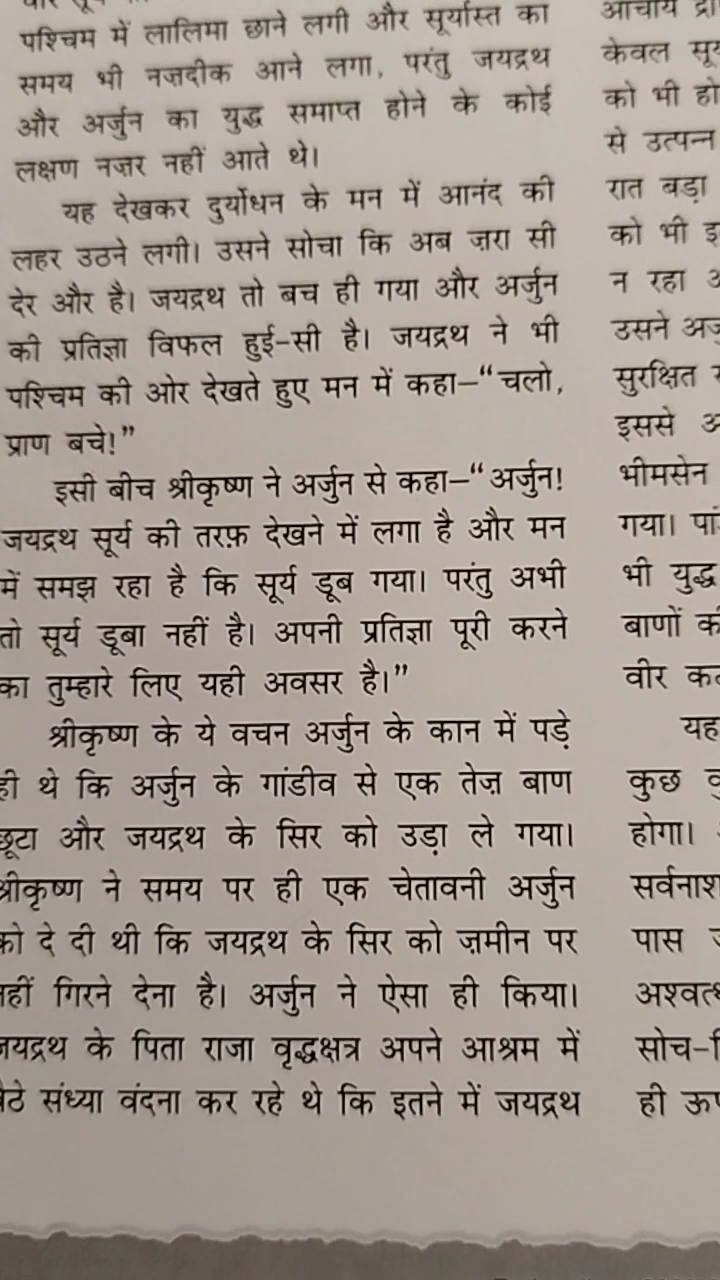 पश्चिम में लालिमा छाने लगी और सूर्यास्त का
समय भी नज़दीक आने लगा, परंतु जयद्रथ
और अर्जुन का युद्ध समाप्त होने के कोई
लक्षण नज़र नहीं आते थे।
यह देखकर दुर्योधन के मन में आनंद की
लहर उठने लगी। उसने सोचा कि अब ज़रा सी
देर और है। जयद्रथ तो बच ही गया और अर्जुन
की प्रतिज्ञा विफल हुई-सी है। जयद्रथ ने भी
पश्चिम की ओर देखते हुए मन में कहा–“चलो,
प्राण बचे!”
इसी बीच श्रीकृष्ण ने अर्जुन से कहा–“अर्जुन!
जयद्रथ सूर्य की तरफ़ देखने में लगा है और मन
में समझ रहा है कि सूर्य डूब गया। परंतु अभी
तो सूर्य डूबा नहीं है। अपनी प्रतिज्ञा पूरी करने
का तुम्हारे लिए यही अवसर है।”
श्रीकृष्ण के ये वचन अर्जुन के कान में पड़े
ही थे कि अर्जुन के गांडीव से एक तेज़ बाण
छूटा और जयद्रथ के सिर को उड़ा ले गया।
श्रीकृष्ण ने समय पर ही एक चेतावनी अर्जुन
को दे दी थी कि जयद्रथ के सिर को ज़मीन पर
नहीं गिरने देना है। अर्जुन ने ऐसा ही किया।
जयद्रथ के पिता राजा वृद्धक्षत्र अपने आश्रम में
बैठे संध्या वंदना कर रहे थे कि इतने में जयद्रथ
आचार्य
केवल
को भी
से उत्पन्न
रात बड़ा
को भी
न रहा
उसने
सुरक्षित
इससे
भीमसेन
गया।
भी युद्ध
बाणों
वीर
यह
कुछ
होगा।
सर्वनाश
पास
सोच-
ही